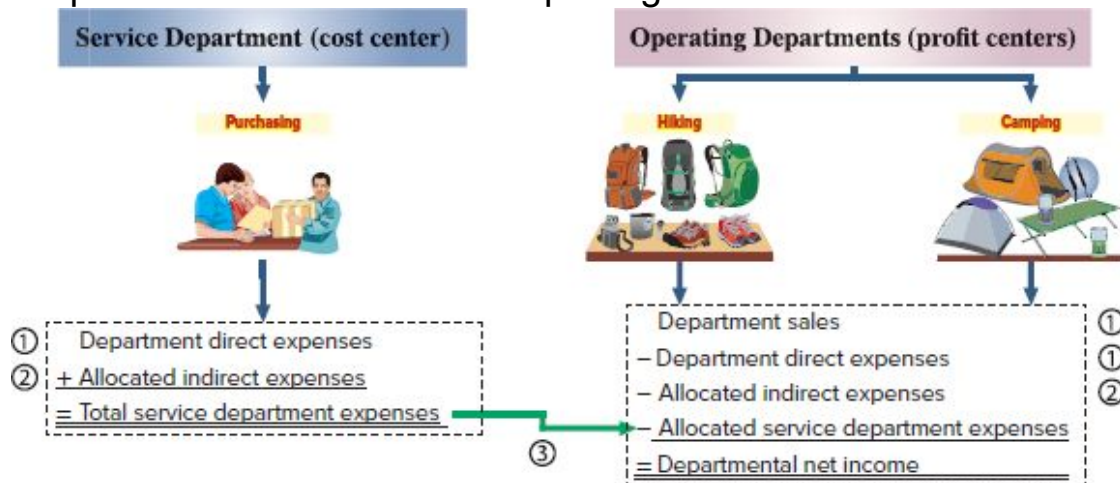 Service Department (cost center)
Operating Departments (profit centers)
Purchasing
Hiking
Camping
① Department direct expenses
② + Allocated indirect expenses
= Total service department expenses
③
Department sales ①
– Department direct expenses ①
– Allocated indirect expenses ②
– Allocated service department expenses
= Departmental net income